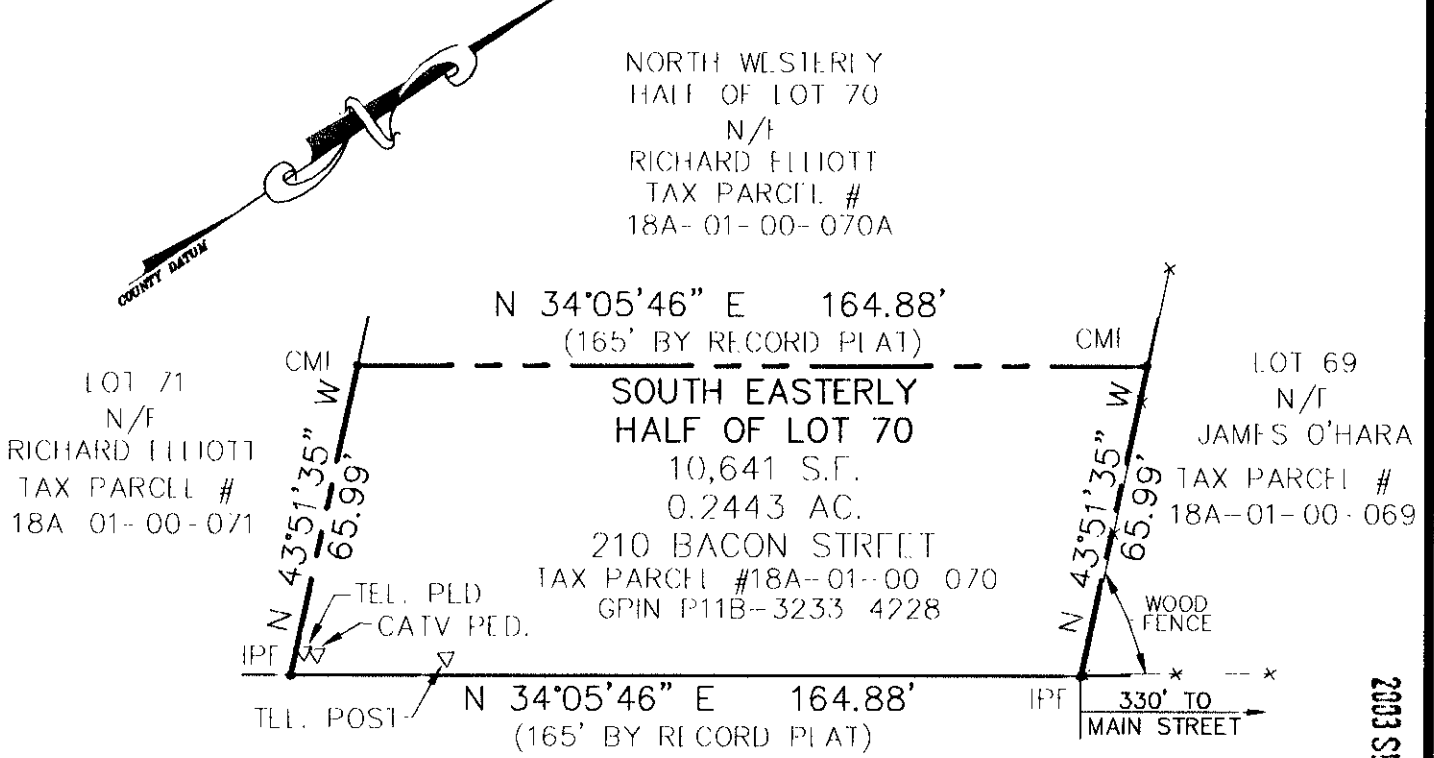 NORTH WESTERLY
HALF OF LOT 70
N/F
RICHARD ELLIOTT
TAX PARCEL #
18A-01-00-070A
COUNTY DATUM
N 34°05'46" E 164.88'
(165' BY RECORD PLAT)
CMF
CMF
LOT 71
N/F
RICHARD ELLIOTT
TAX PARCEL #
18A 01-00-071
N 43°51'35" W
65.99'
SOUTH EASTERLY
HALF OF LOT 70
10,641 S.F.
0.2443 AC.
210 BACON STREET
TAX PARCEL #18A-01-00 070
GPIN P11B-3233 4228
N 43°51'35" W
65.99'
LOT 69
N/F
JAMES O'HARA
TAX PARCEL #
18A-01-00-069
TEL. PED
CATV PED.
WOOD
FENCE
IPF
TEL. POST
N 34°05'46" E 164.88'
(165' BY RECORD PLAT)
IPF
330' TO
MAIN STREET
2003